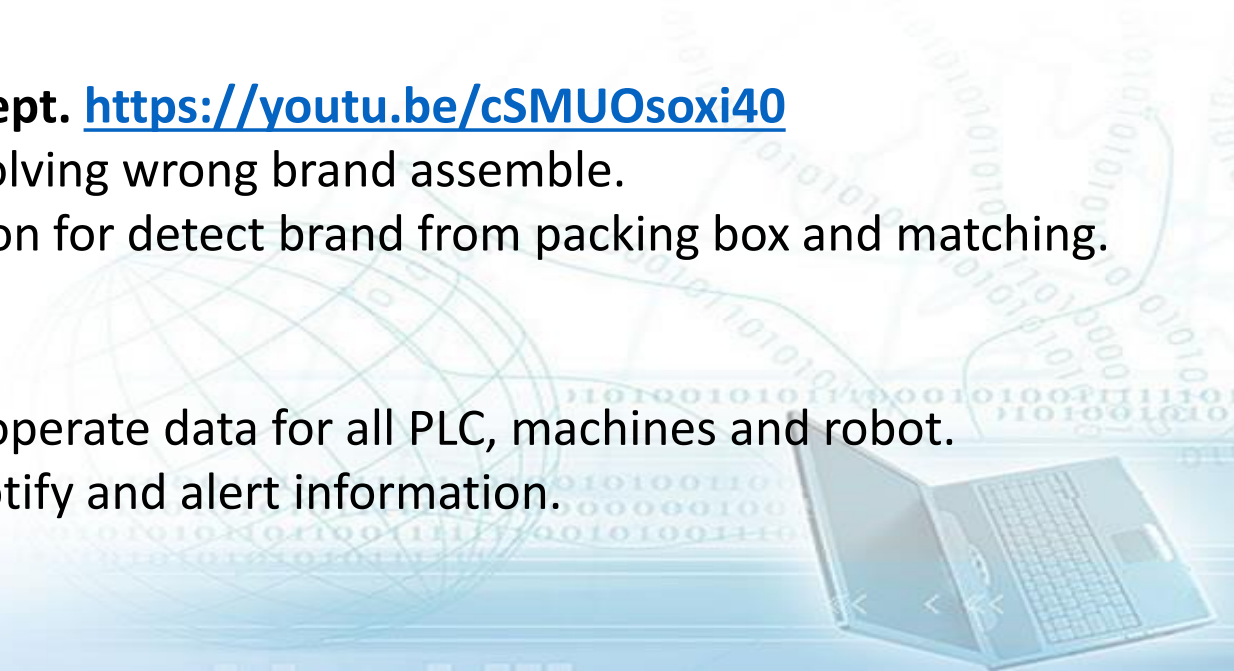 ept. https://youtu.be/cSMUOsoxi40
olving wrong brand assemble.
on for detect brand from packing box and matching.
operate data for all PLC, machines and robot.
otify and alert information.